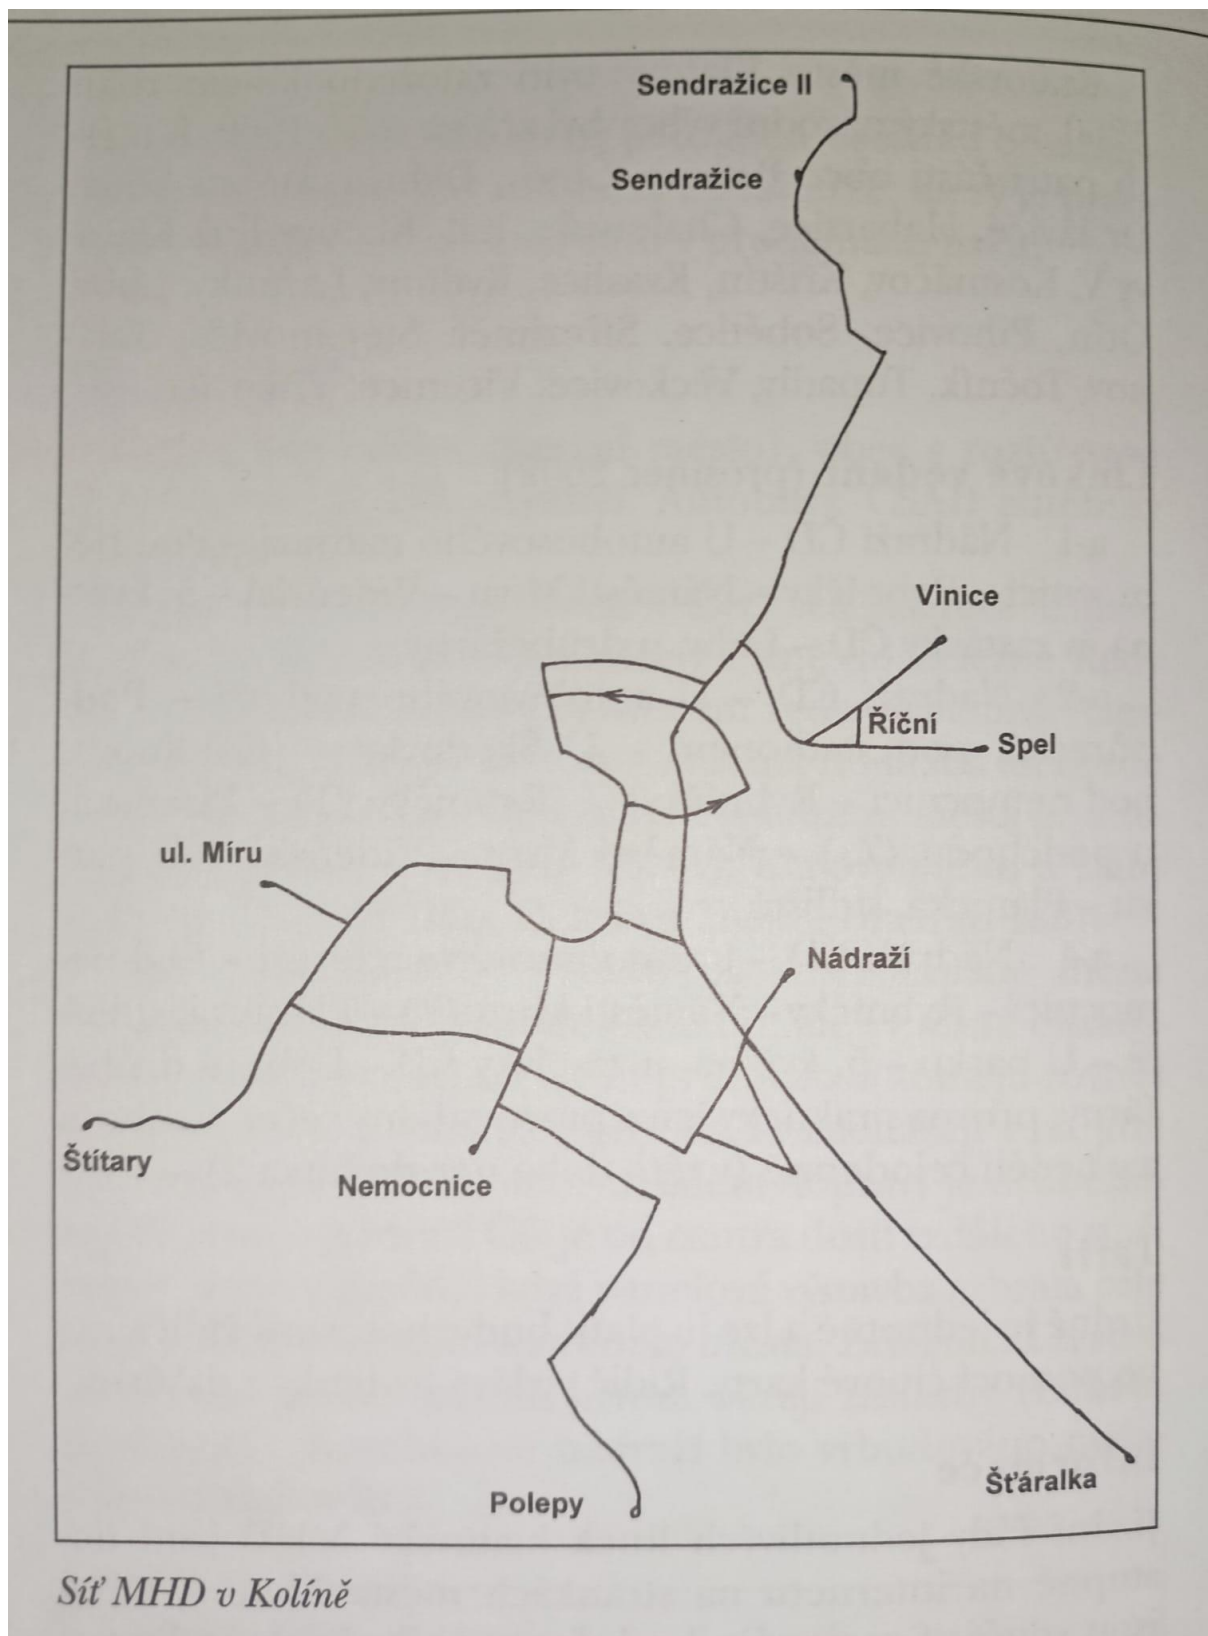 Sendražice II
Sendražice
Vinice
Říční
Spel
ul. Míru
Nádraží
Štítary
Nemocnice
Šťáralka
Polepy
Síť MHD v Kolíně